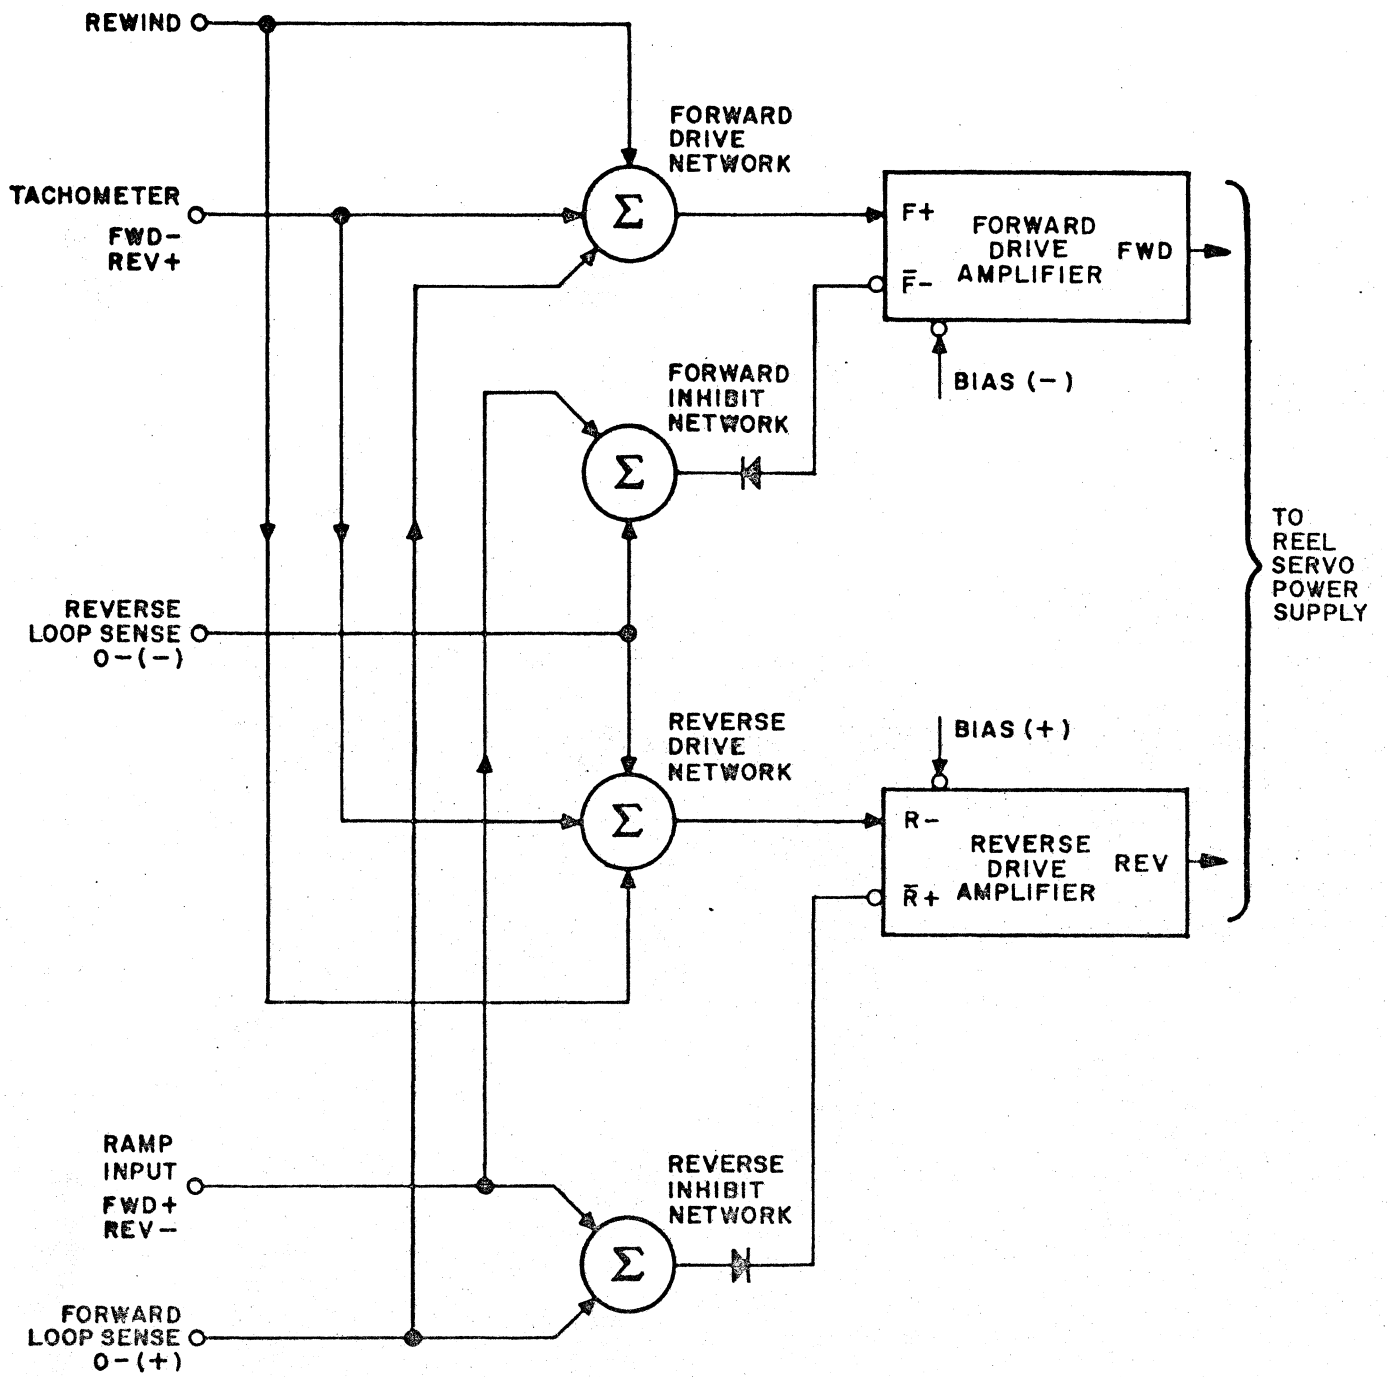 REWIND
FORWARD
DRIVE
NETWORK
TACHOMETER
FWD-
REV+
Σ
F+
FORWARD
DRIVE
AMPLIFIER
FWD
F̅-
BIAS (-)
FORWARD
INHIBIT
NETWORK
Σ
TO
REEL
SERVO
POWER
SUPPLY
REVERSE
LOOP SENSE
O-(-)
REVERSE
DRIVE
NETWORK
BIAS (+)
Σ
R-
REVERSE
DRIVE
AMPLIFIER
REV
R̅+
RAMP
INPUT
FWD+
REV-
REVERSE
INHIBIT
NETWORK
Σ
FORWARD
LOOP SENSE
O-(+)